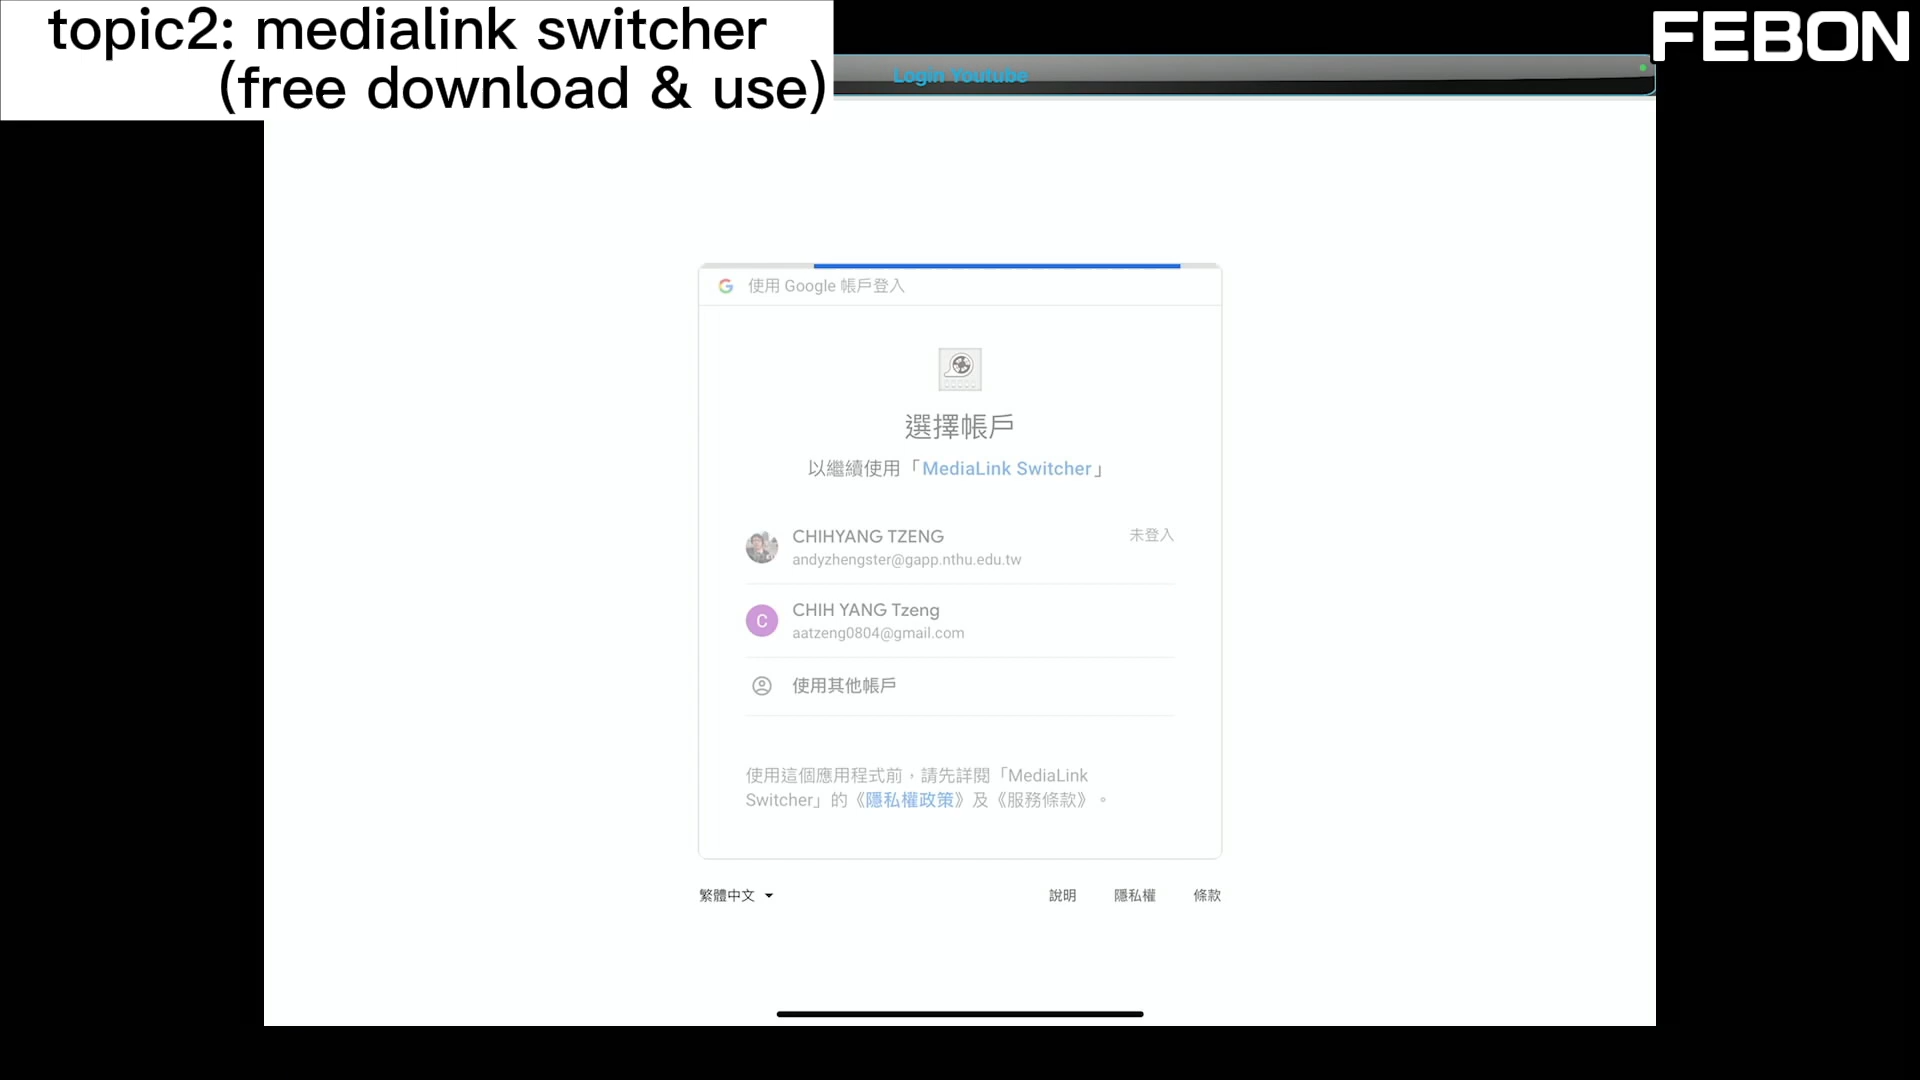 topic2: medialink switcher
(free download & use)
FEBON
Login Youtube
使用 Google 帳戶登入
選擇帳戶
以繼續使用「MediaLink Switcher」
CHIHYANG TZENG
未登入
andyzhengster@gapp.nthu.edu.tw
C
CHIH YANG Tzeng
aatzeng0804@gmail.com
使用其他帳戶
使用這個應用程式前，請先詳閱「MediaLink
Switcher」的《隱私權政策》及《服務條款》。
繁體中文
說明
隱私權
條款